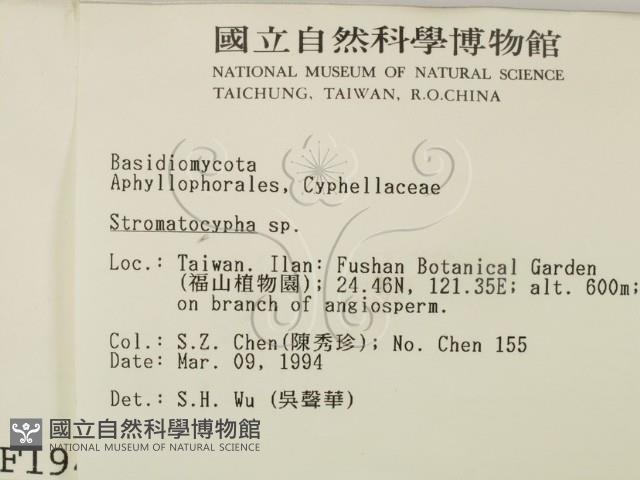 國立自然科學博物館
NATIONAL MUSEUM OF NATURAL SCIENCE
TAICHUNG, TAIWAN, R.O.CHINA
Basidiomycota
Aphyllophorales, Cyphellaceae
Stromatocypha sp.
Loc.: Taiwan. Ilan: Fushan Botanical Garden
(福山植物園); 24.46N, 121.35E; alt. 600m;
on branch of angiosperm.
Col.: S.Z. Chen(陳秀珍); No. Chen 155
Date: Mar. 09, 1994
Det.: S.H. Wu (吳聲華)
國立自然科學博物館
NATIONAL MUSEUM OF NATURAL SCIENCE